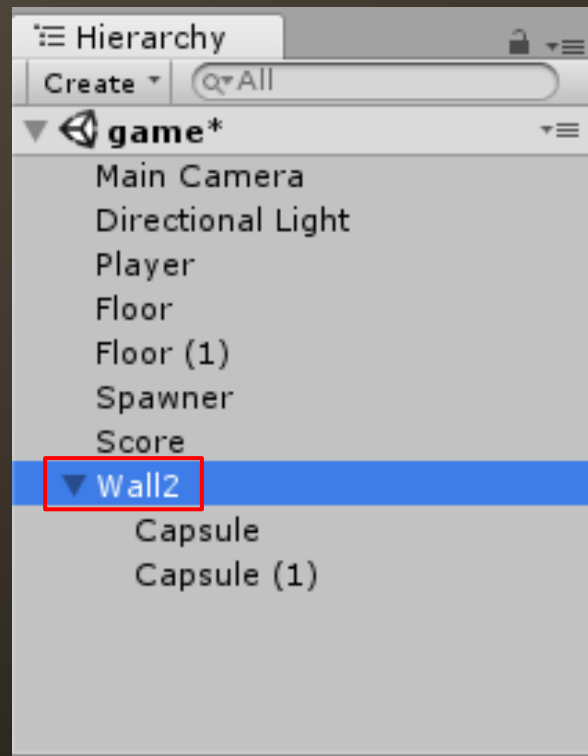 Hierarchy
Create All
game*
Main Camera
Directional Light
Player
Floor
Floor (1)
Spawner
Score
Wall2
Capsule
Capsule (1)